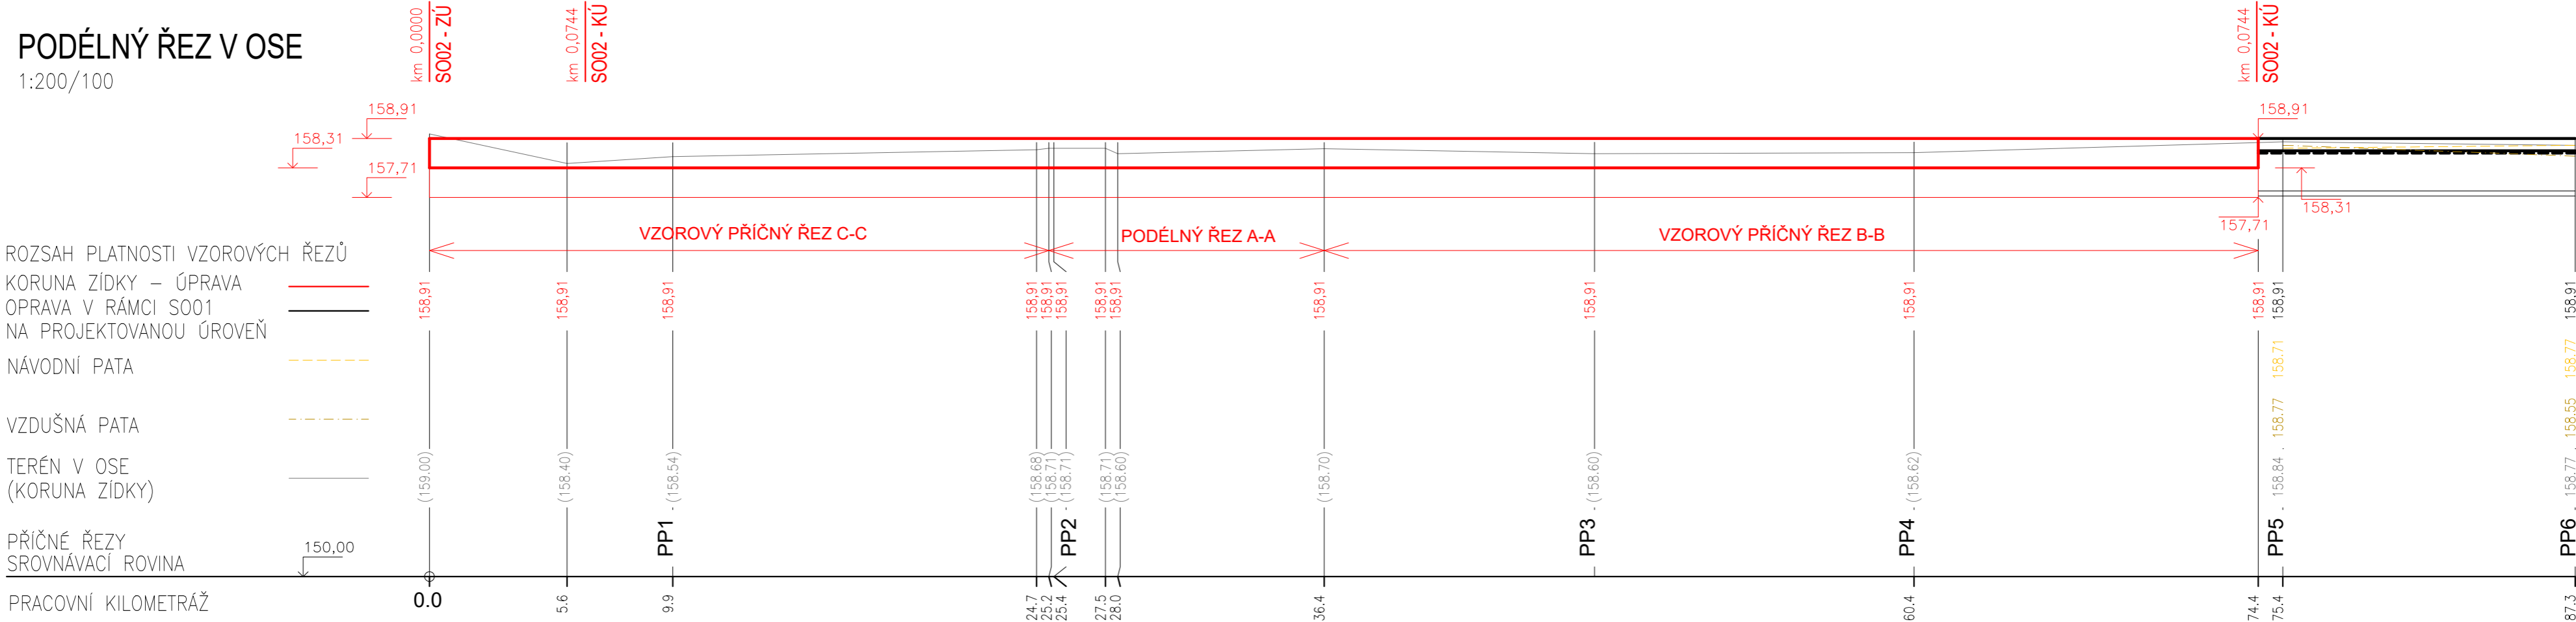 PODÉLNÝ ŘEZ V OSE
1:200/100
km 0,0000
SO02 - ZÚ
km 0,0744
SO02 - KÚ
km 0,0744
SO02 - KÚ
158,91
158,31
157,71
158,91
158,31
157,71
VZOROVÝ PŘÍČNÝ ŘEZ C-C
PODÉLNÝ ŘEZ A-A
VZOROVÝ PŘÍČNÝ ŘEZ B-B
ROZSAH PLATNOSTI VZOROVÝCH ŘEZŮ
KORUNA ZÍDKY – ÚPRAVA
OPRAVA V RÁMCI SO01
NA PROJEKTOVANOU ÚROVEŇ
158,91 158,91 158,91 158,91 158,91 158,91 158,91 158,91 158,91 158,91 158,91 158,91 158,91 158,91
NÁVODNÍ PATA
158.71 158.77
VZDUŠNÁ PATA
158.77 158.55
TERÉN V OSE
(KORUNA ZÍDKY)
(159.00) (158.40) (158.54) (158.68) (158.71) (158.71) (158.71) (158.60) (158.70) (158.60) (158.62) 158.84 158.77
PŘÍČNÉ ŘEZY
PP1 PP2 PP3 PP4 PP5 PP6
SROVNÁVACÍ ROVINA
150,00
PRACOVNÍ KILOMETRÁŽ
0.0 5.6 9.9 24.7 25.2 25.4 27.5 28.0 36.4 60.4 74.4 75.4 87.3